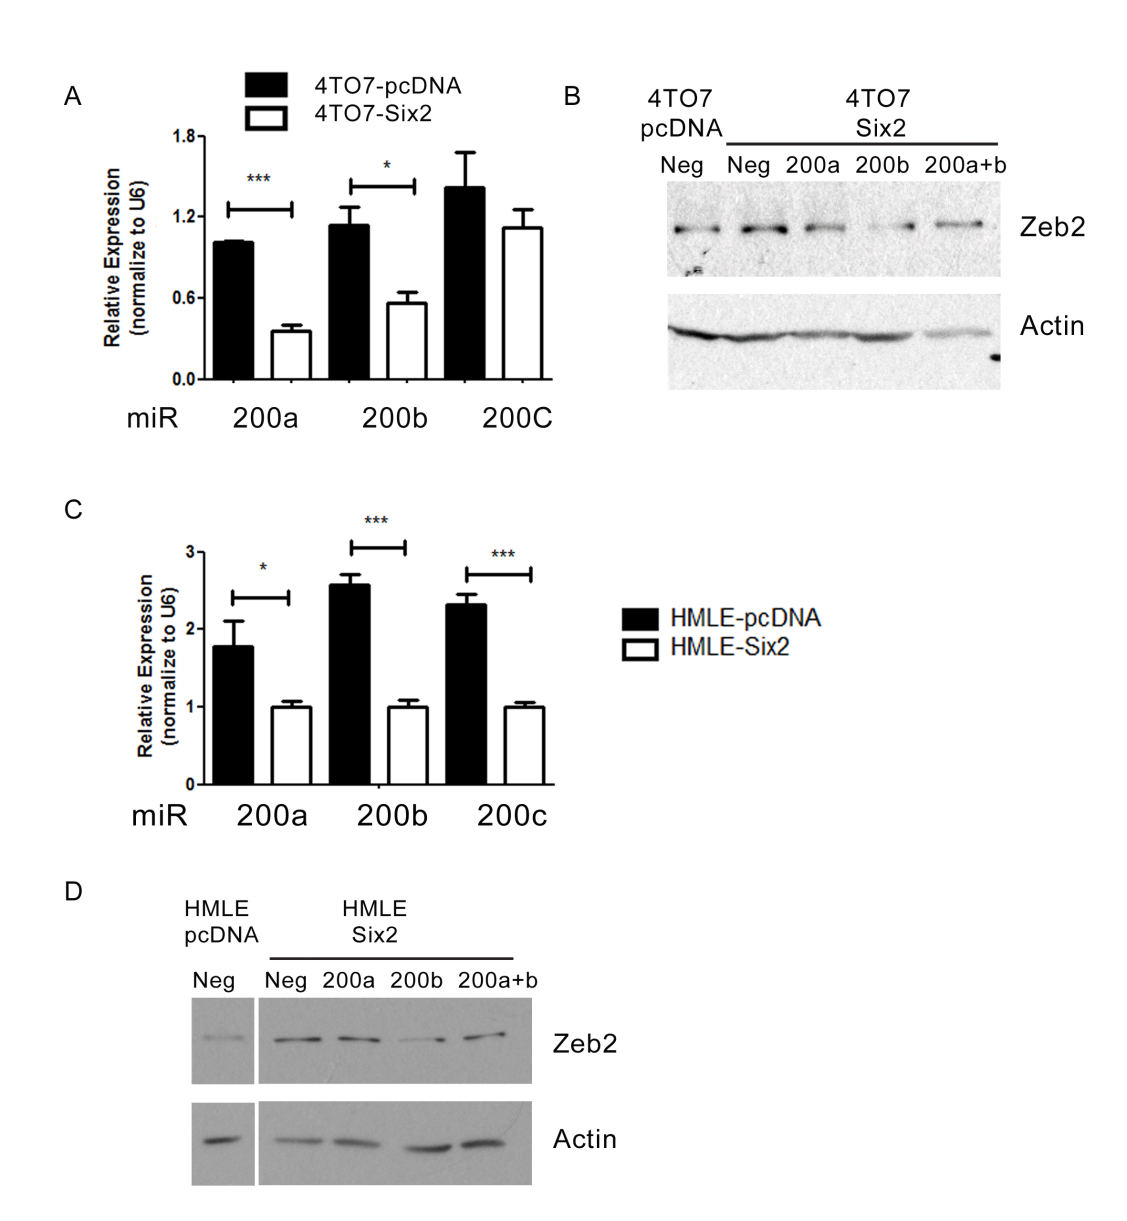 A
4TO7-pcDNA
4TO7-Six2
***
*
1.8
1.2
0.6
0.0
Relative Expression
(normalize to U6)
miR 200a 200b 200C
B
4TO7
pcDNA
4TO7
Six2
Neg Neg 200a 200b 200a+b
Zeb2
Actin
C
*
***
***
3
2
1
0
Relative Expression
(normalize to U6)
HMLE-pcDNA
HMLE-Six2
miR 200a 200b 200c
D
HMLE
pcDNA
HMLE
Six2
Neg Neg 200a 200b 200a+b
Zeb2
Actin